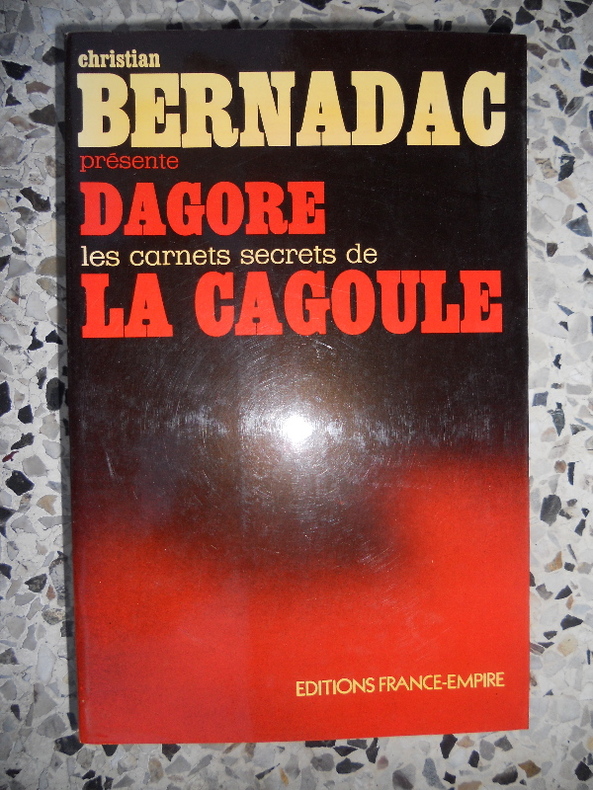 christian
BERNADAC
présente
DAGORE
les carnets secrets de
LA CAGOULE
EDITIONS FRANCE-EMPIRE